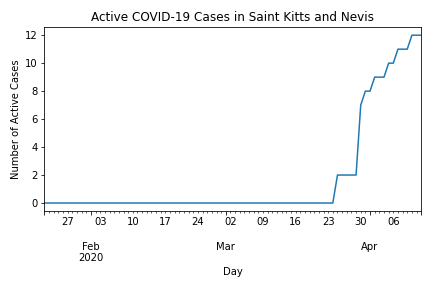 Active COVID-19 Cases in Saint Kitts and Nevis
12
10
8
6
4
2
0
Number of Active Cases
27 03 10 17 24 02 09 16 23 30 06
Feb Mar Apr
2020
Day